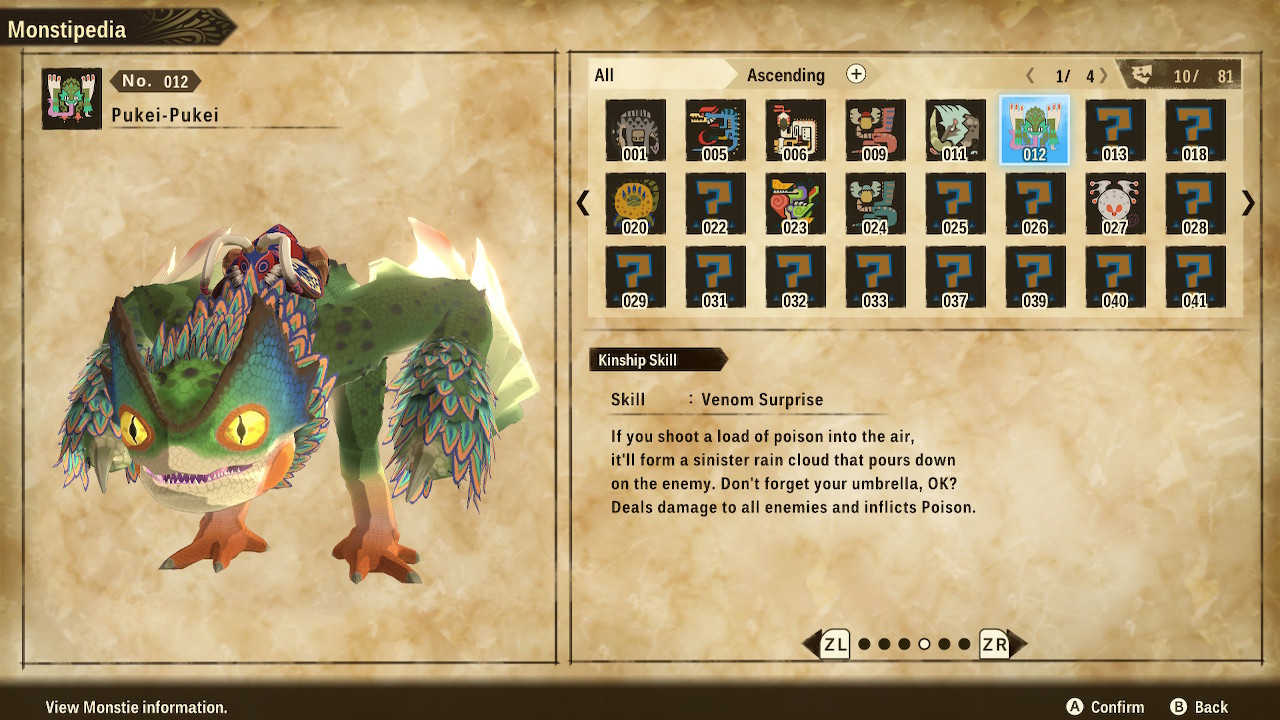 Monstipedia
No. 012
Pukei-Pukei
All
Ascending
1/ 4
10/ 81
001
005
006
009
011
012
?
013
?
018
020
?
022
023
024
?
025
?
026
027
?
028
?
029
?
031
?
032
?
033
?
037
?
039
?
040
?
041
Kinship Skill
Skill : Venom Surprise
If you shoot a load of poison into the air,
it'll form a sinister rain cloud that pours down
on the enemy. Don't forget your umbrella, OK?
Deals damage to all enemies and inflicts Poison.
ZL
ZR
View Monstie information.
A Confirm
B Back